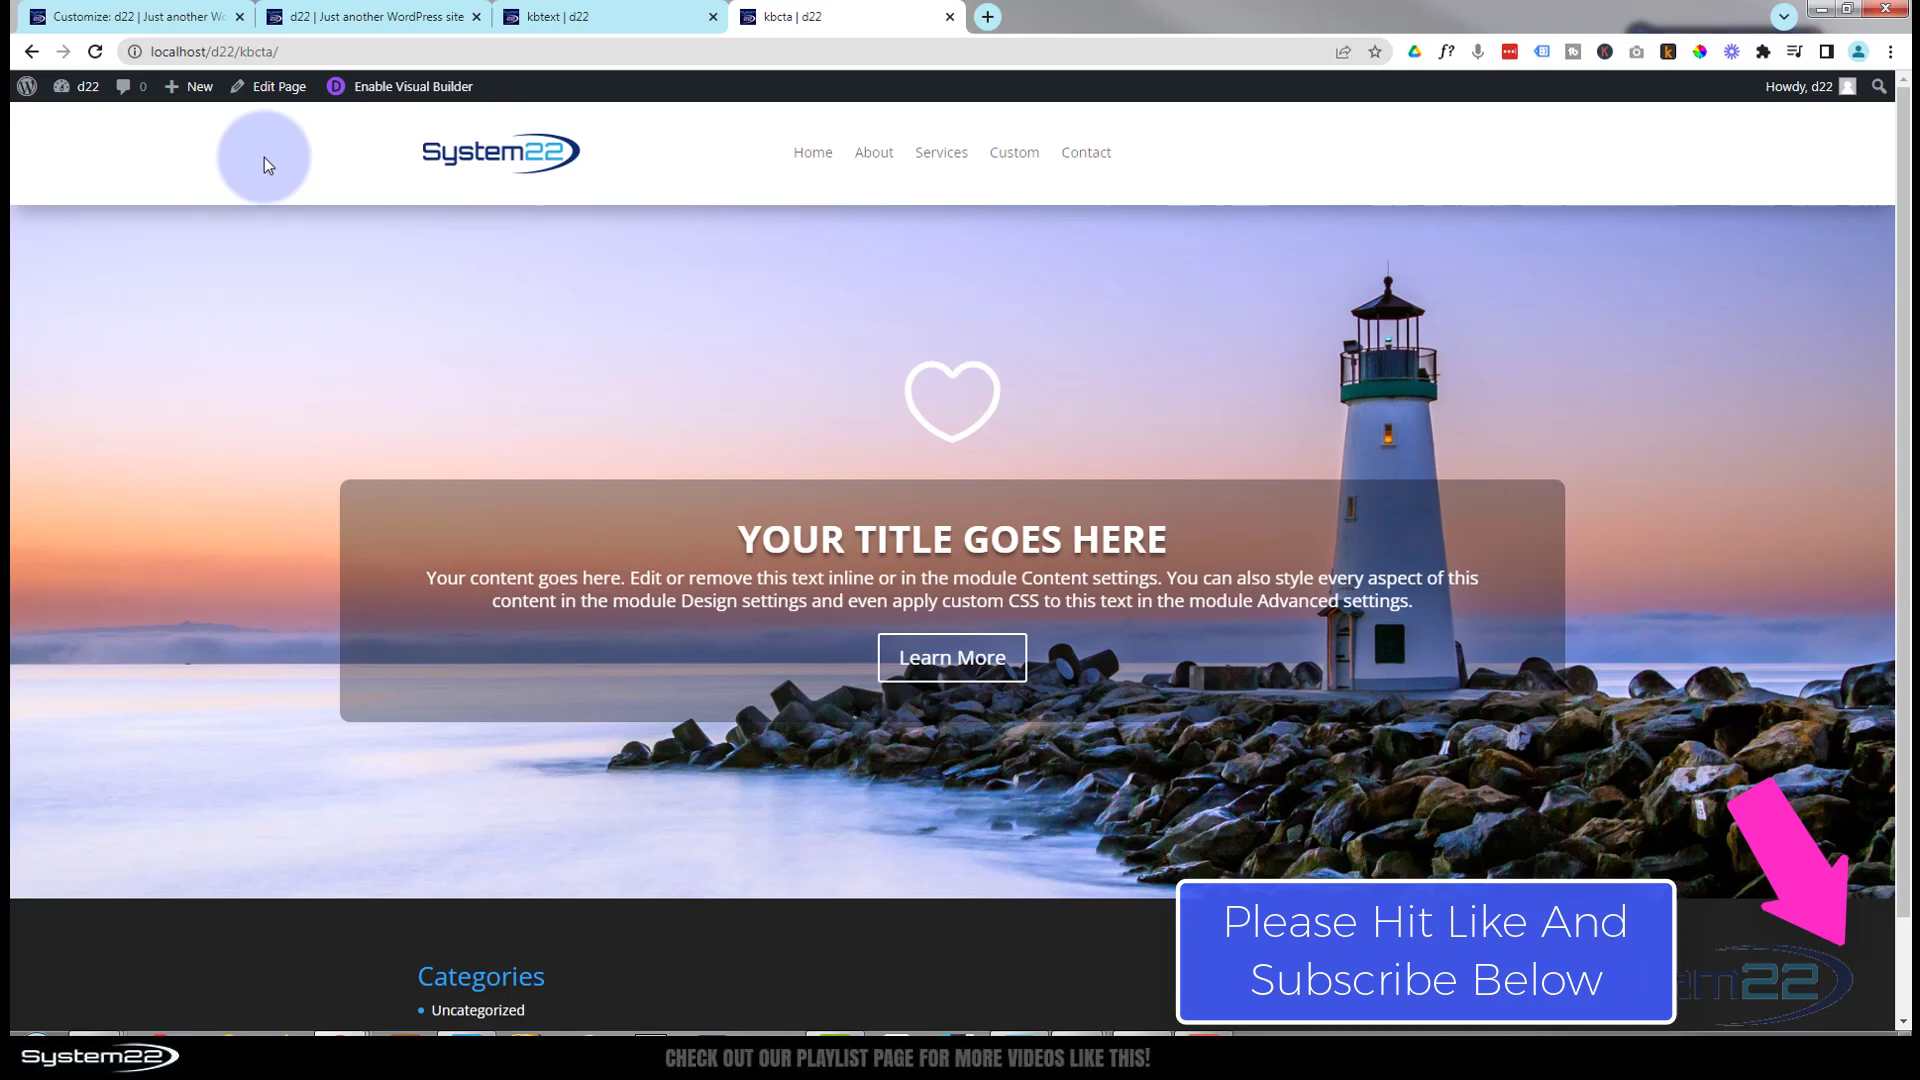 Customize: d22 | Just another Wo
d22 | Just another WordPress site
kbtext | d22
kbcta | d22
localhost/d22/kbcta/
d22
0
New
Edit Page
D
Enable Visual Builder
Howdy, d22
System22
Home
About
Services
Custom
Contact
YOUR TITLE GOES HERE
Your content goes here. Edit or remove this text inline or in the module Content settings. You can also style every aspect of this
content in the module Design settings and even apply custom CSS to this text in the module Advanced settings.
Learn More
Please Hit Like And
Subscribe Below
Categories
Uncategorized
em22
System22
CHECK OUT OUR PLAYLIST PAGE FOR MORE VIDEOS LIKE THIS!